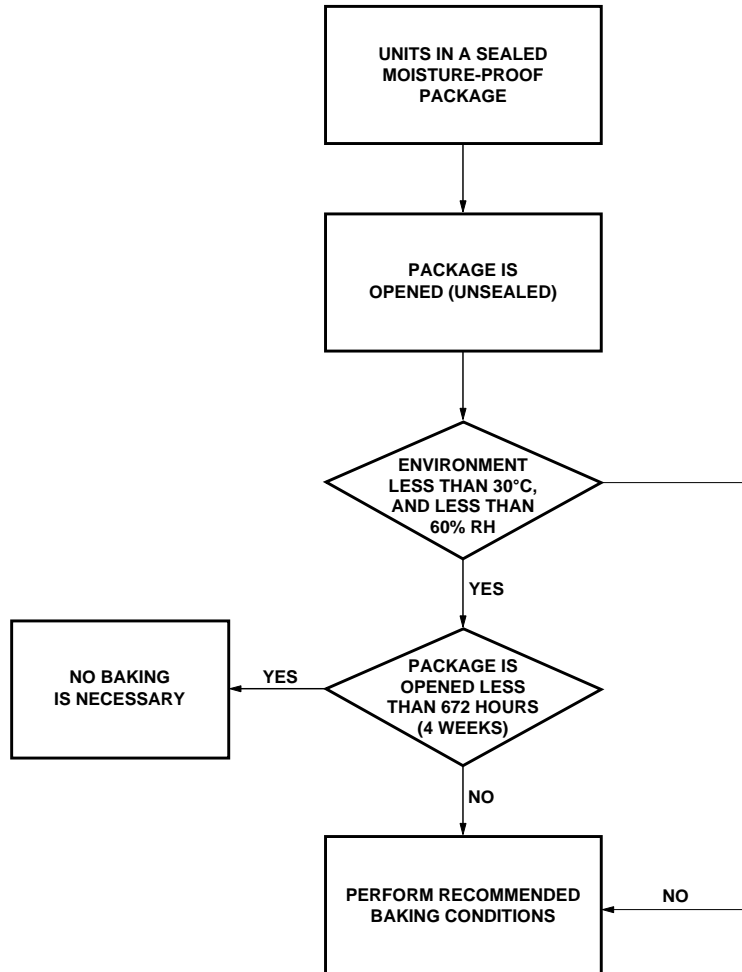 UNITS IN A SEALED
MOISTURE-PROOF
PACKAGE
PACKAGE IS
OPENED (UNSEALED)
ENVIRONMENT
LESS THAN 30°C,
AND LESS THAN
60% RH
YES
PACKAGE IS
OPENED LESS
THAN 672 HOURS
(4 WEEKS)
YES
NO BAKING
IS NECESSARY
NO
PERFORM RECOMMENDED
BAKING CONDITIONS
NO